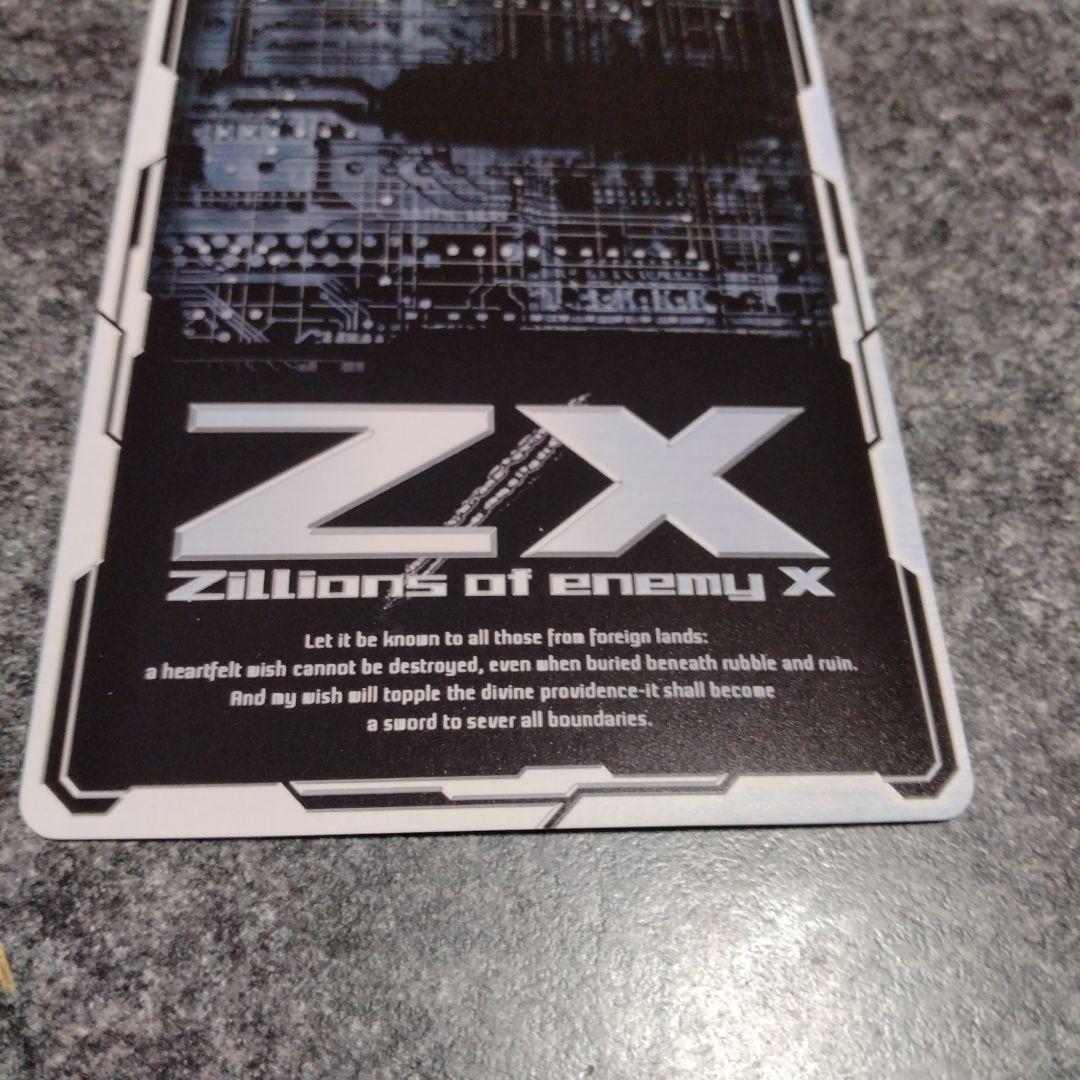 Z/X
Zillions of enemy X
Let it be known to all those from foreign lands:
a heartfelt wish cannot be destroyed, even when buried beneath rubble and ruin.
And my wish will topple the divine providence-it shall become
a sword to sever all boundaries.